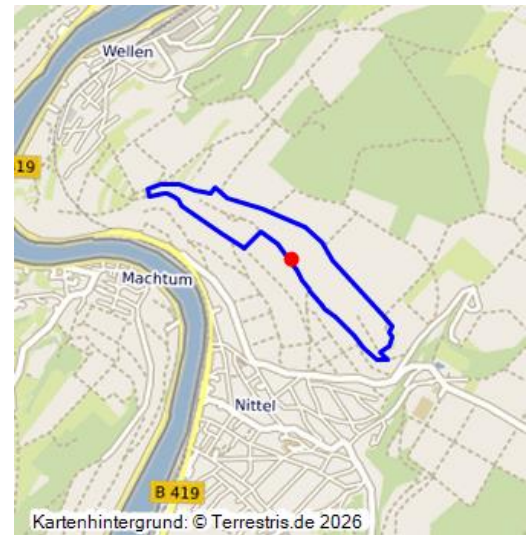 Wellen
19
Machtum
Nittel
B 419
Kartenhintergrund: © Terrestris.de 2026